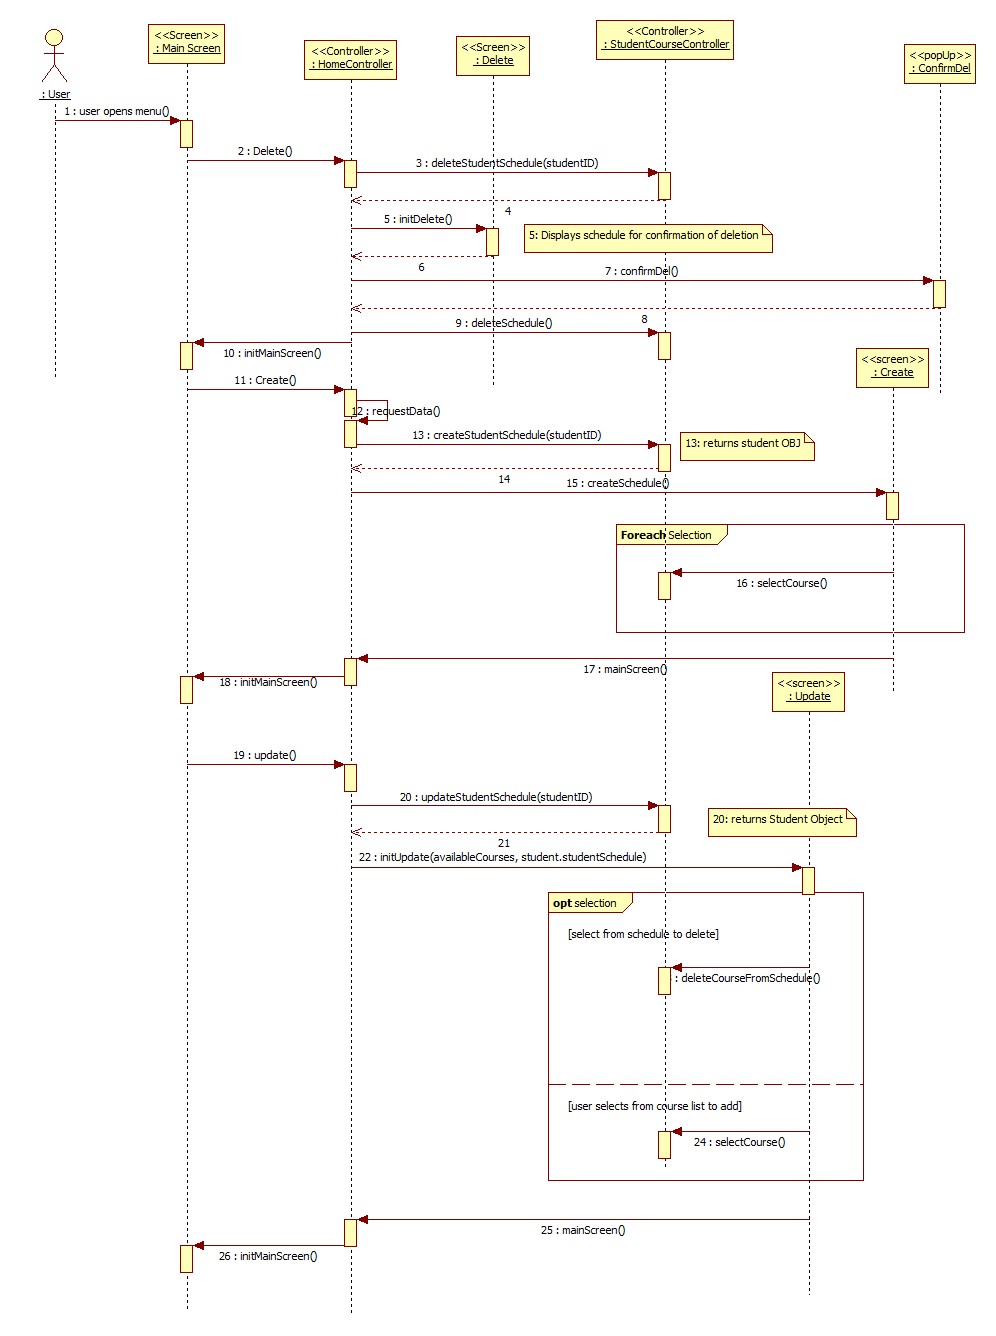 <<Screen>>
: Main Screen
<<Controller>>
: HomeController
<<Screen>>
: Delete
<<Controller>>
: StudentCourseController
<<popUp>>
: ConfirmDel
: User
1 : user opens menu()
2 : Delete()
3 : deleteStudentSchedule(studentID)
4
5 : initDelete()
5: Displays schedule for confirmation of deletion
6
7 : confirmDel()
8
9 : deleteSchedule()
10 : initMainScreen()
<<screen>>
: Create
11 : Create()
12 : requestData()
13 : createStudentSchedule(studentID)
13: returns student OBJ
14
15 : createSchedule()
Foreach Selection
16 : selectCourse()
17 : mainScreen()
18 : initMainScreen()
<<screen>>
: Update
19 : update()
20 : updateStudentSchedule(studentID)
20: returns Student Object
21
22 : initUpdate(availableCourses, student.studentSchedule)
opt selection
[select from schedule to delete]
: deleteCourseFromSchedule()
[user selects from course list to add]
24 : selectCourse()
25 : mainScreen()
26 : initMainScreen()